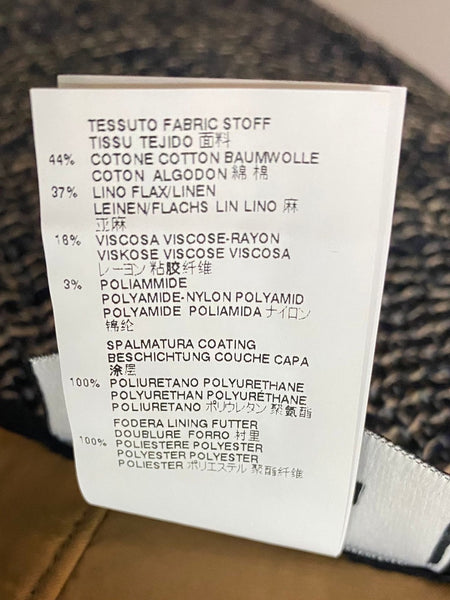 TESSUTO FABRIC STOFF
TISSU TEJIDO 面料
44% COTONE COTTON BAUMWOLLE
COTON ALGODON 綿 棉
37% LINO FLAX/LINEN
LEINEN/FLACHS LIN LINO 麻
亚麻
16% VISCOSA VISCOSE-RAYON
VISKOSE VISCOSE VISCOSA
レーヨン 粘胶纤维
3% POLIAMMIDE
POLYAMIDE-NYLON POLYAMID
POLYAMIDE POLIAMIDA ナイロン
锦纶
SPALMATURA COATING
BESCHICHTUNG COUCHE CAPA
涂层
100% POLIURETANO POLYURETHANE
POLYURETHAN POLYURÉTHANE
POLIURETANO ポリウレタン 聚氨酯
FODERA LINING FUTTER
DOUBLURE FORRO 衬里
100% POLIESTERE POLYESTER
POLYESTER POLYESTER
POLIESTER ポリエステル 聚酯纤维